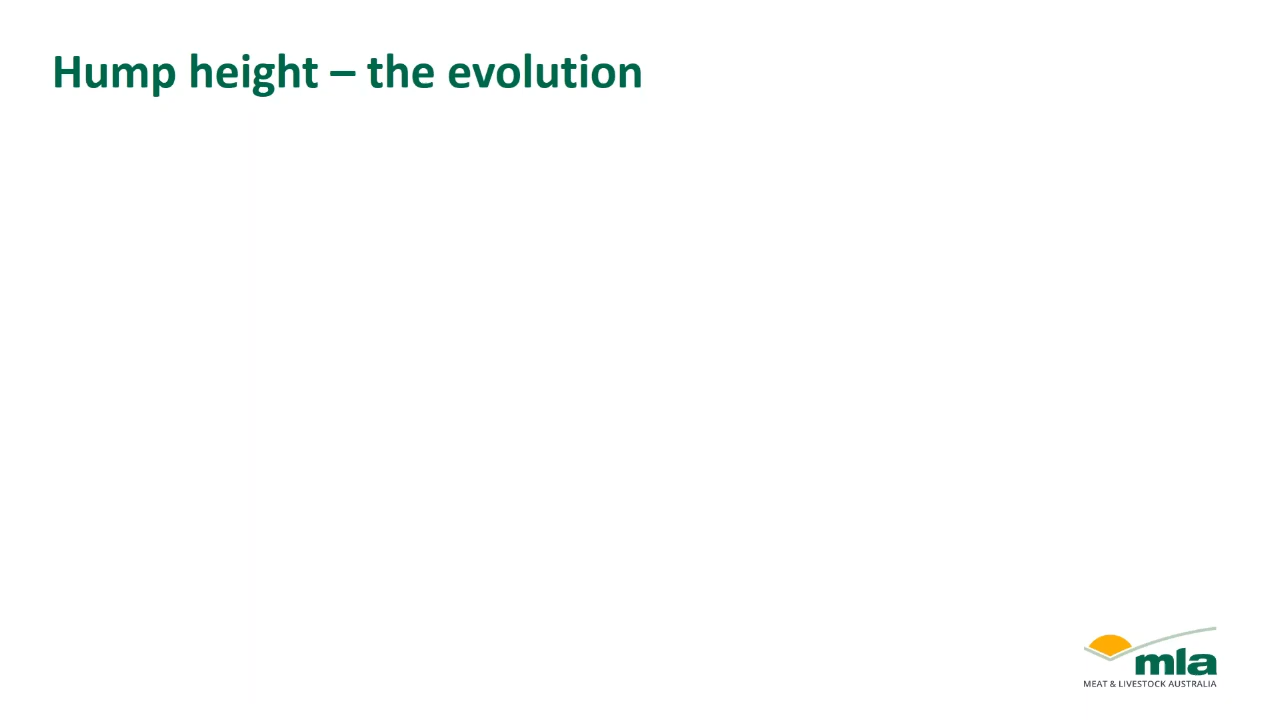 Hump height – the evolution
mla
MEAT & LIVESTOCK AUSTRALIA